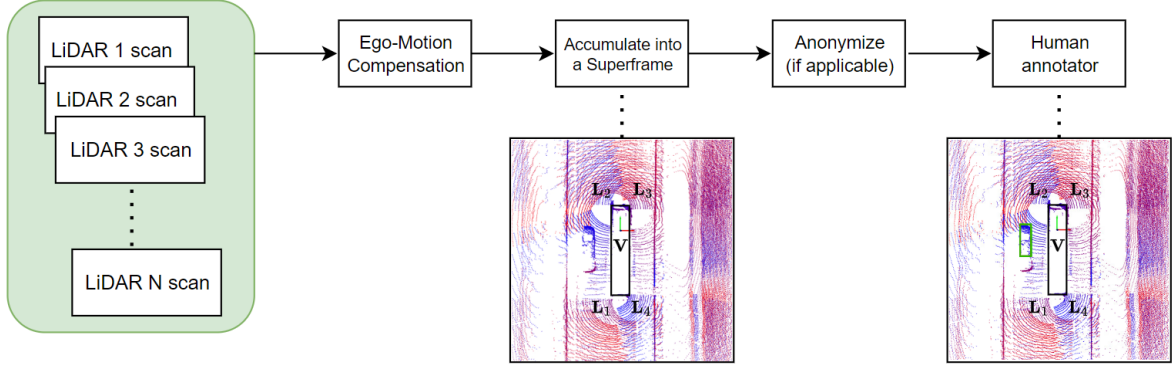 LiDAR 1 scan
LiDAR 2 scan
LiDAR 3 scan
LiDAR N scan
Ego-Motion
Compensation
Accumulate into
a Superframe
Anonymize
(if applicable)
Human
annotator
L2 L3
V
L1 L4
L2 L3
V
L1 L4